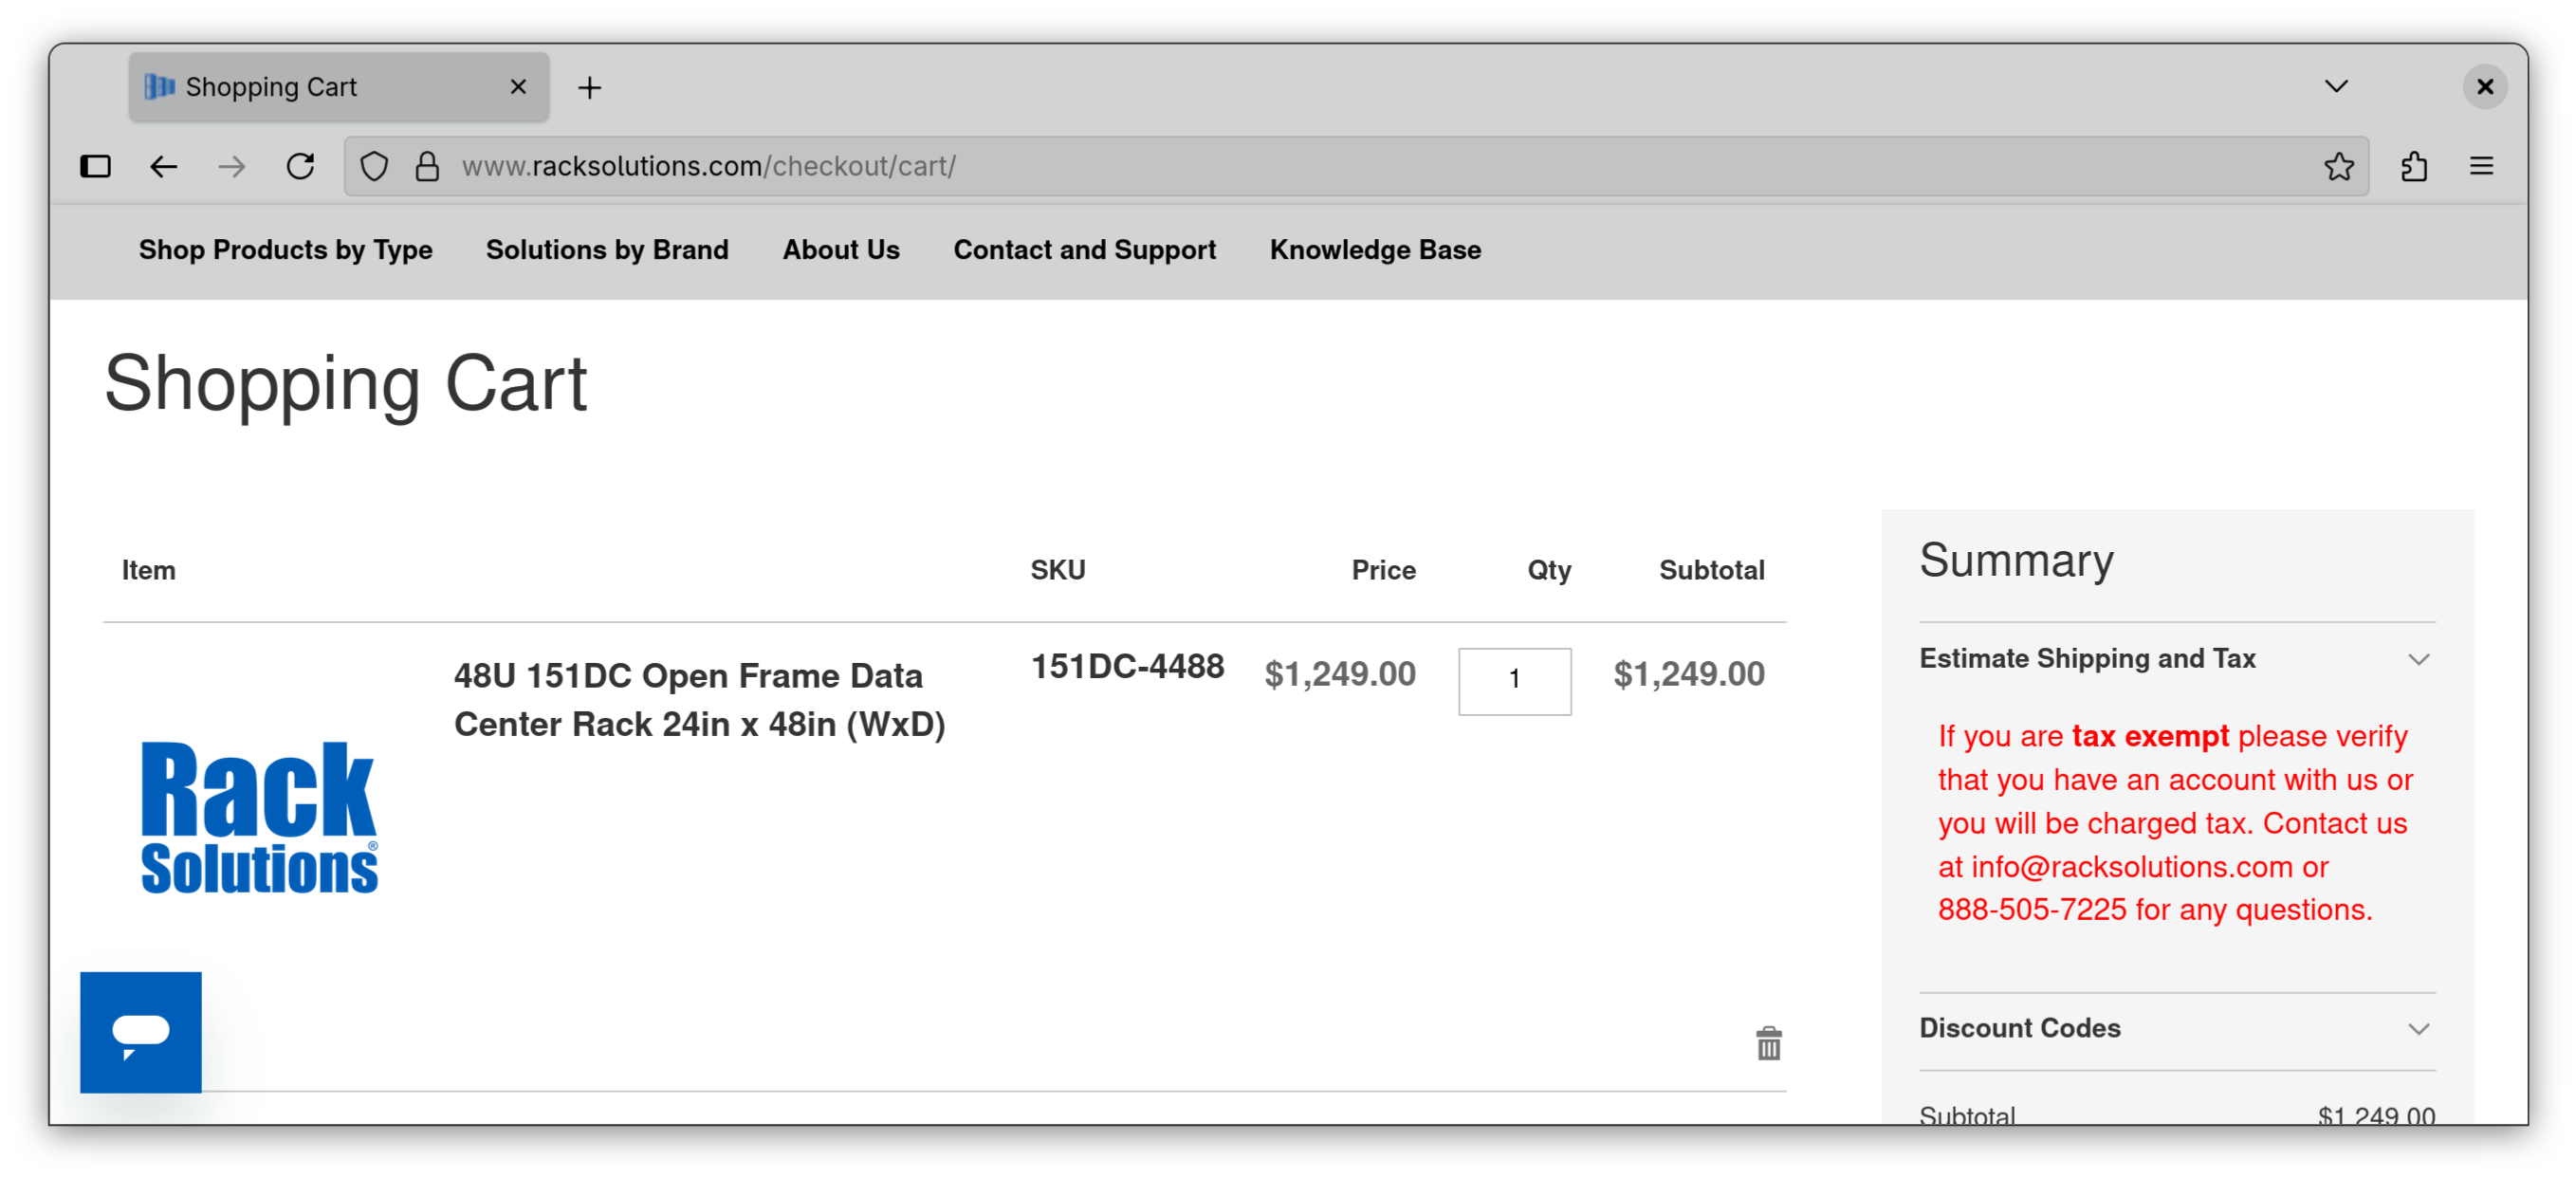 Shopping Cart
www.racksolutions.com/checkout/cart/
Shop Products by Type Solutions by Brand About Us Contact and Support Knowledge Base
Shopping Cart
Item SKU Price Qty Subtotal
48U 151DC Open Frame Data
Center Rack 24in x 48in (WxD)
151DC-4488 $1,249.00 1 $1,249.00
Rack
Solutions®
Summary
Estimate Shipping and Tax
If you are tax exempt please verify
that you have an account with us or
you will be charged tax. Contact us
at info@racksolutions.com or
888-505-7225 for any questions.
Discount Codes
Subtotal $1,249.00